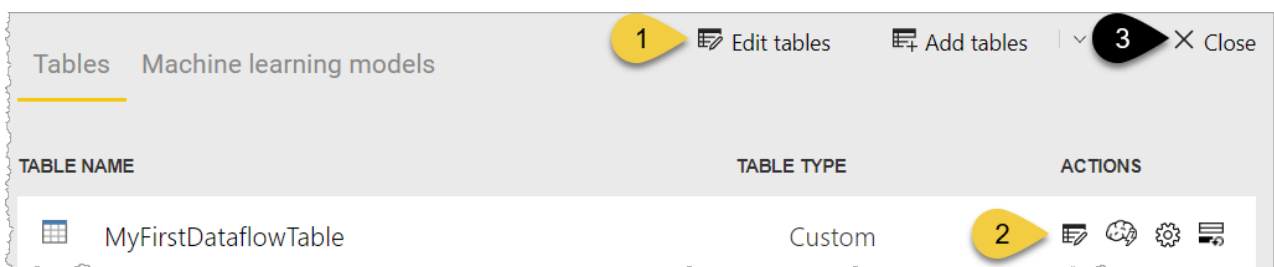 1 Edit tables Add tables 3 Close
Tables Machine learning models
TABLE NAME TABLE TYPE ACTIONS
MyFirstDataflowTable Custom 2